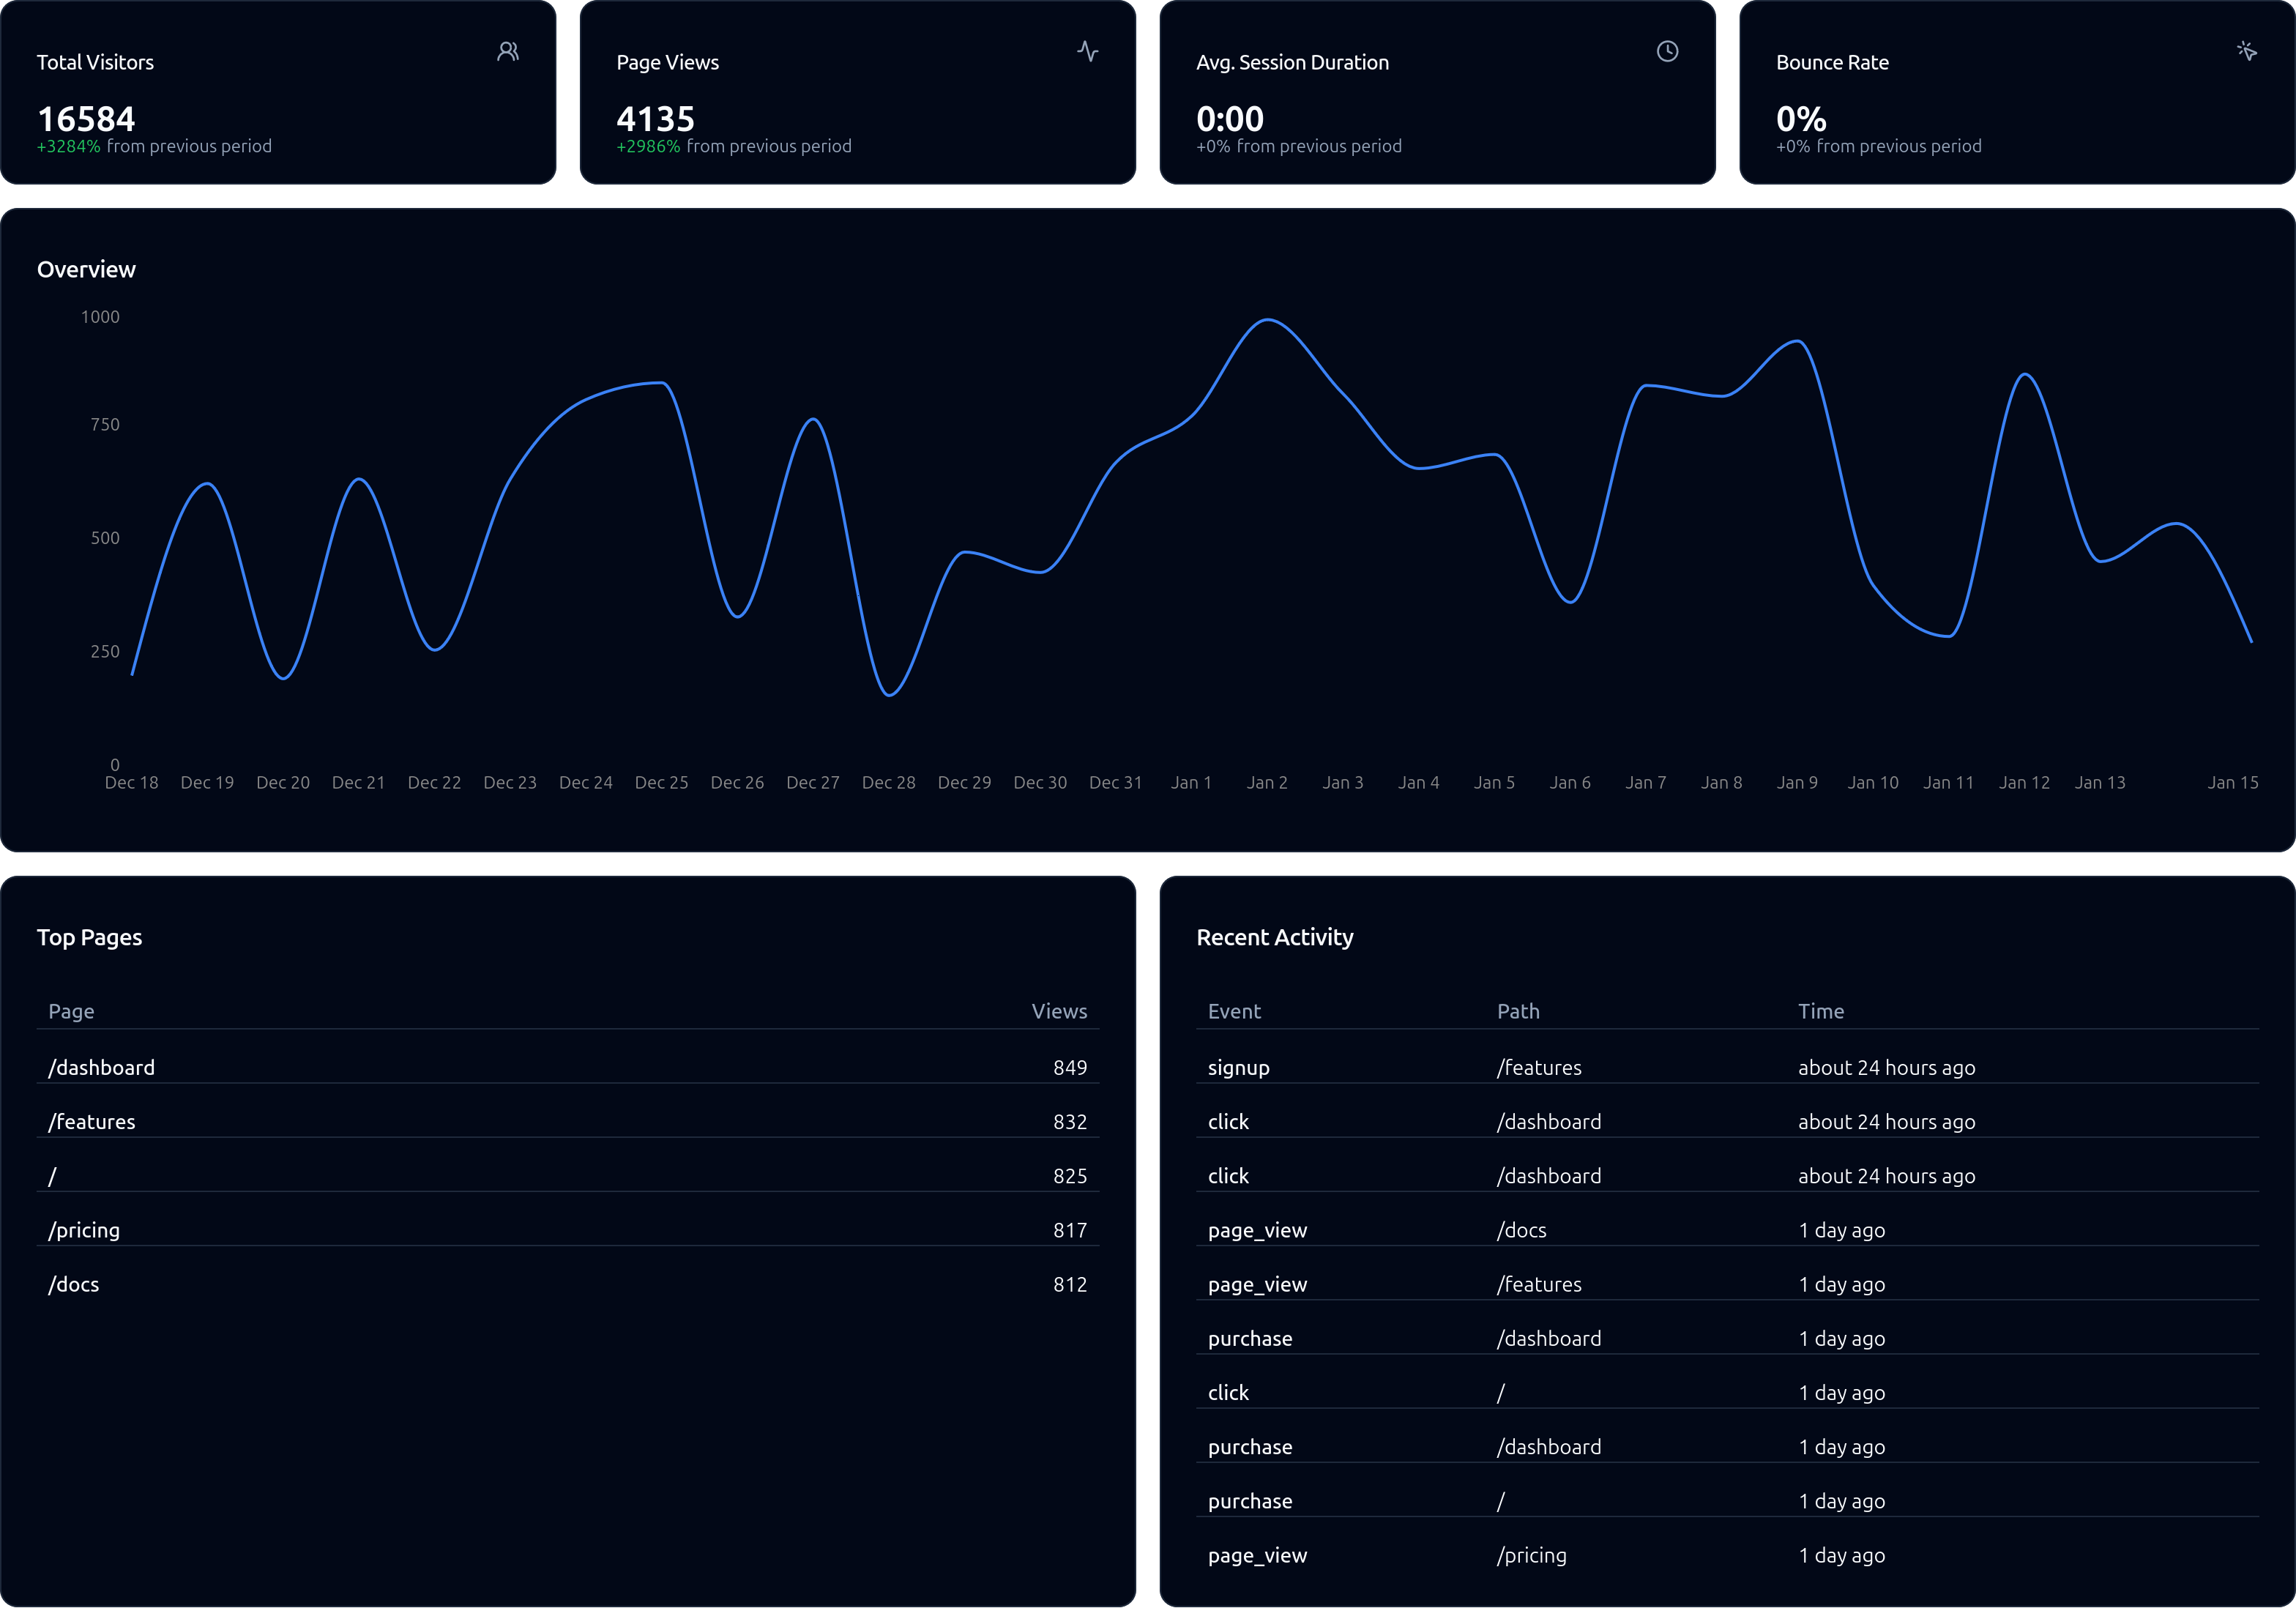 Total Visitors
16584
+3284% from previous period
Page Views
4135
+2986% from previous period
Avg. Session Duration
0:00
+0% from previous period
Bounce Rate
0%
+0% from previous period
Overview
1000
750
500
250
0
Dec 18 Dec 19 Dec 20 Dec 21 Dec 22 Dec 23 Dec 24 Dec 25 Dec 26 Dec 27 Dec 28 Dec 29 Dec 30 Dec 31 Jan 1 Jan 2 Jan 3 Jan 4 Jan 5 Jan 6 Jan 7 Jan 8 Jan 9 Jan 10 Jan 11 Jan 12 Jan 13 Jan 15
Top Pages
Page Views
/dashboard 849
/features 832
/ 825
/pricing 817
/docs 812
Recent Activity
Event Path Time
signup /features about 24 hours ago
click /dashboard about 24 hours ago
click /dashboard about 24 hours ago
page_view /docs 1 day ago
page_view /features 1 day ago
purchase /dashboard 1 day ago
click / 1 day ago
purchase /dashboard 1 day ago
purchase / 1 day ago
page_view /pricing 1 day ago